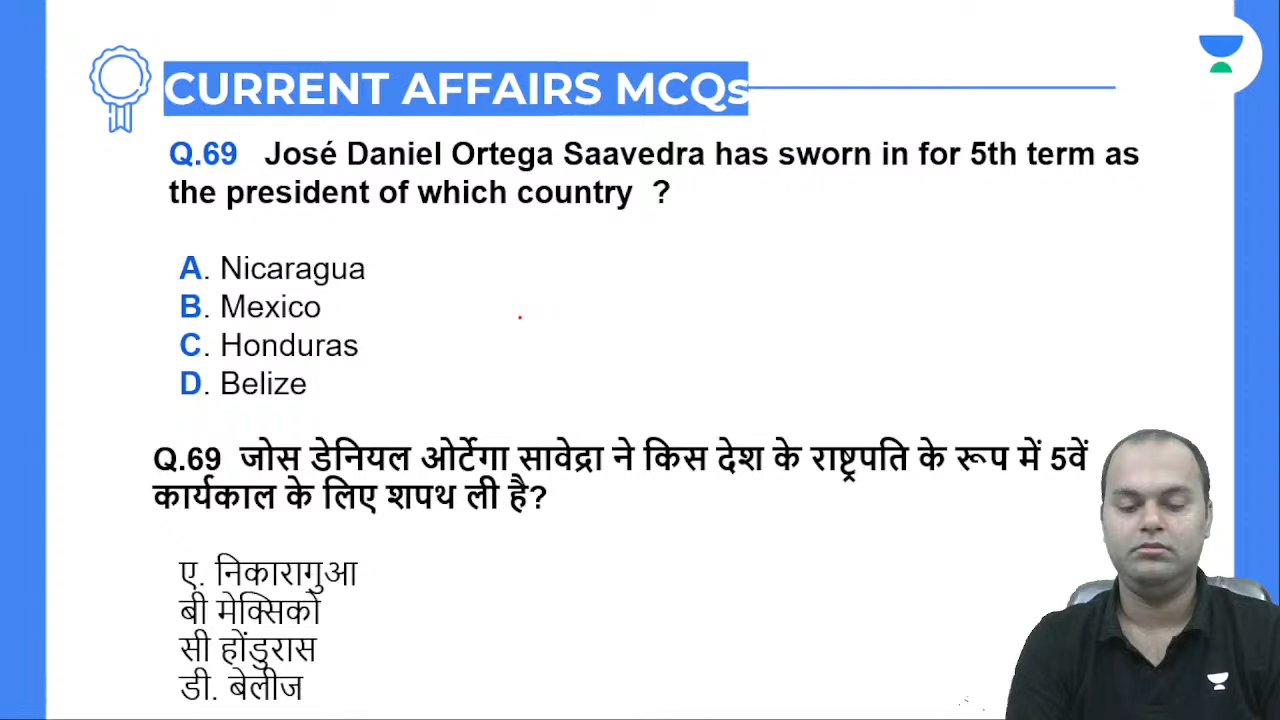 CURRENT AFFAIRS MCQs
Q.69 José Daniel Ortega Saavedra has sworn in for 5th term as
the president of which country ?
A. Nicaragua
B. Mexico
C. Honduras
D. Belize
Q.69 जोस डेनियल ओर्टेगा सावेद्रा ने किस देश के राष्ट्रपति के रूप में 5वें
कार्यकाल के लिए शपथ ली है?
ए. निकारागुआ
बी मेक्सिको
सी होंडुरास
डी. बेलीज